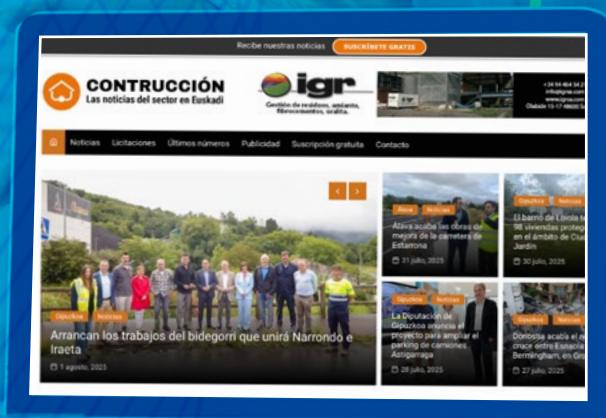 Recibe nuestras noticias SUSCRÍBETE GRATIS
CONTRUCCIÓN
Las noticias del sector en Euskadi
igr
Gestión de residuos, amianto,
fibrocementos, uralita.
Noticias Licitaciones Últimos números Publicidad Suscripción gratuita Contacto
Gipuzkoa Noticias
Arrancan los trabajos del bidegorri que unirá Narrondo e
Iraeta
1 agosto, 2025
Álava Noticias
Álava acaba las obras de
mejora de la carretera de
Estarrona
31 julio, 2025
Gipuzkoa Noticias
El barrio de Loiola
98 viviendas
en el ámbito de
Jardín
30 julio, 2025
Gipuzkoa Noticias
La Diputación de
Gipuzkoa anuncia el
proyecto para ampliar el
parking de camiones
Astigarraga
28 julio, 2025
Gipuzkoa Noticias
Donostia acaba el
cruce entre
Bermingham, en
27 julio, 2025